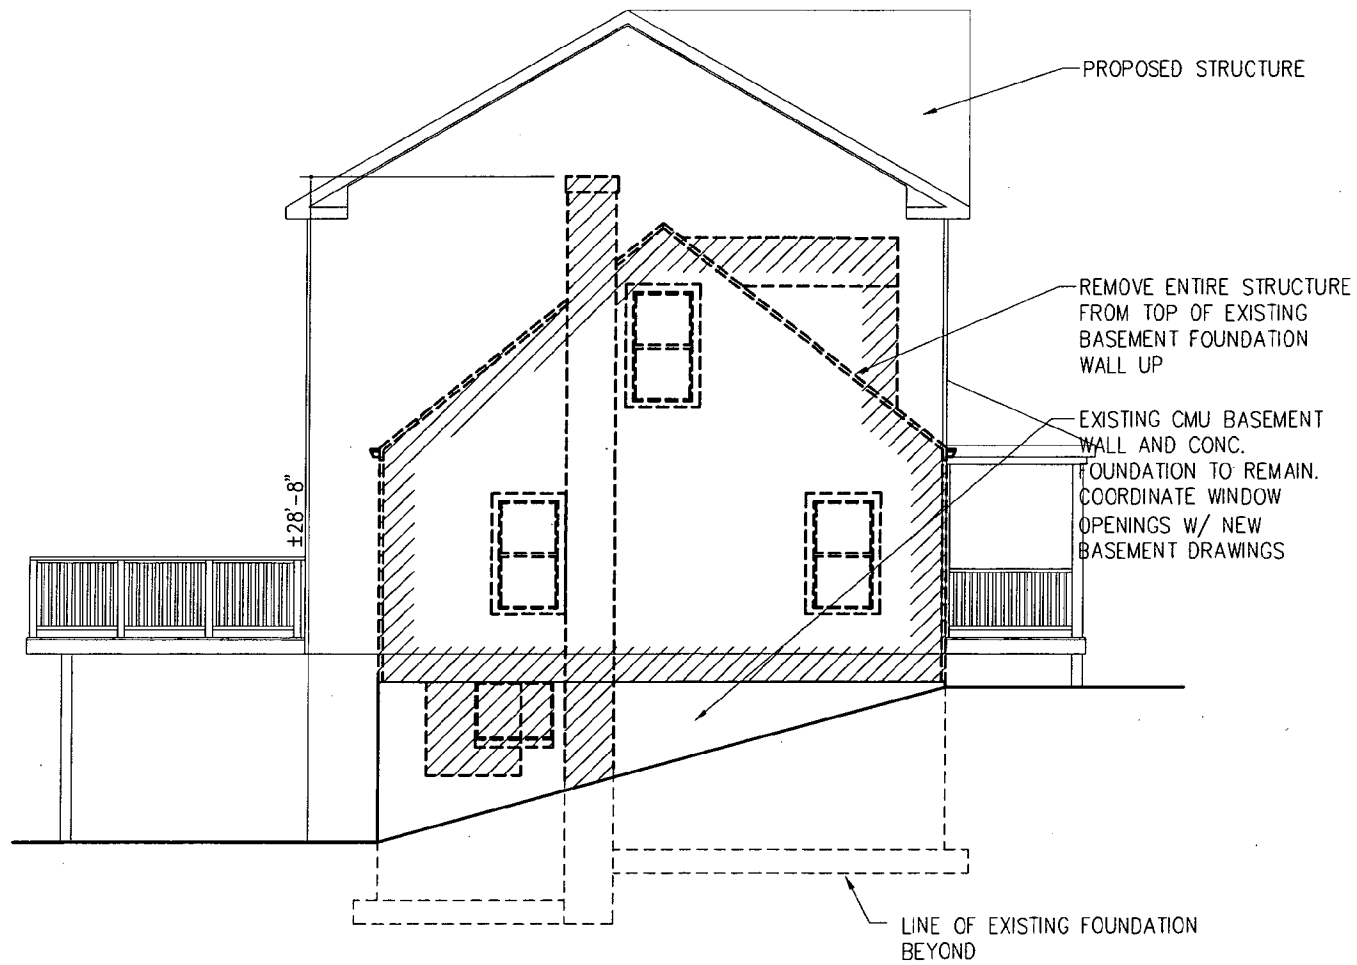 PROPOSED STRUCTURE
REMOVE ENTIRE STRUCTURE
FROM TOP OF EXISTING
BASEMENT FOUNDATION
WALL UP
EXISTING CMU BASEMENT
WALL AND CONC.
FOUNDATION TO REMAIN.
COORDINATE WINDOW
OPENINGS W/ NEW
BASEMENT DRAWINGS
±28'-8"
LINE OF EXISTING FOUNDATION
BEYOND